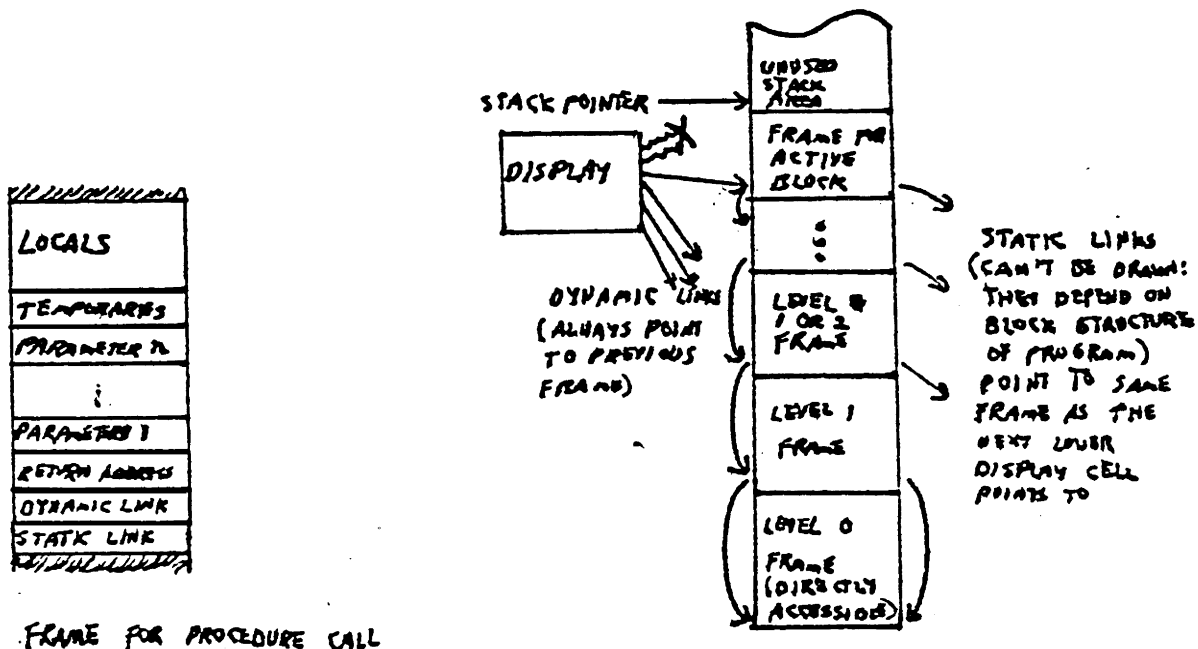 LOCALS
TEMPORARIES
PARAMETER n
PARAMETER 1
RETURN ADDRESS
DYNAMIC LINK
STATIC LINK
FRAME FOR PROCEDURE CALL
STACK POINTER
DISPLAY
DYNAMIC LINKS
(ALWAYS POINT
TO PREVIOUS
FRAME)
UNUSED
STACK
AREA
FRAME FOR
ACTIVE
BLOCK
LEVEL
1 OR 2
FRAME
LEVEL 1
FRAME
LEVEL 0
FRAME
(DIRECTLY
ACCESSIBLE)
STATIC LINKS
(CAN'T BE DRAWN:
THEY DEPEND ON
BLOCK STRUCTURE
OF PROGRAM)
POINT TO SAME
FRAME AS THE
NEXT LOWER
DISPLAY CELL
POINTS TO